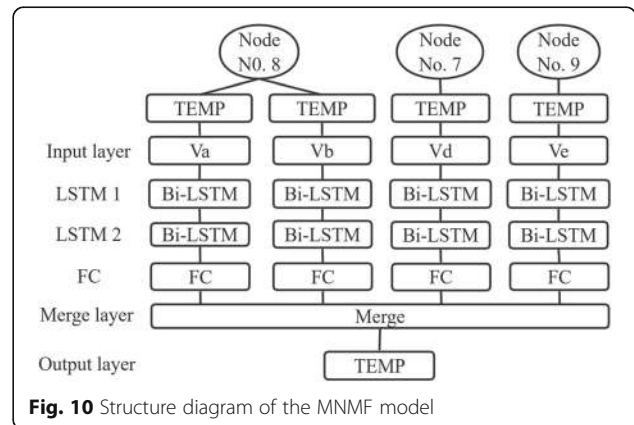 Node Node Node
N0. 8 No. 7 No. 9
TEMP TEMP TEMP TEMP
Input layer Va Vb Vd Ve
LSTM 1 Bi-LSTM Bi-LSTM Bi-LSTM Bi-LSTM
LSTM 2 Bi-LSTM Bi-LSTM Bi-LSTM Bi-LSTM
FC FC FC FC FC
Merge layer Merge
Output layer TEMP
Fig. 10 Structure diagram of the MNMF model